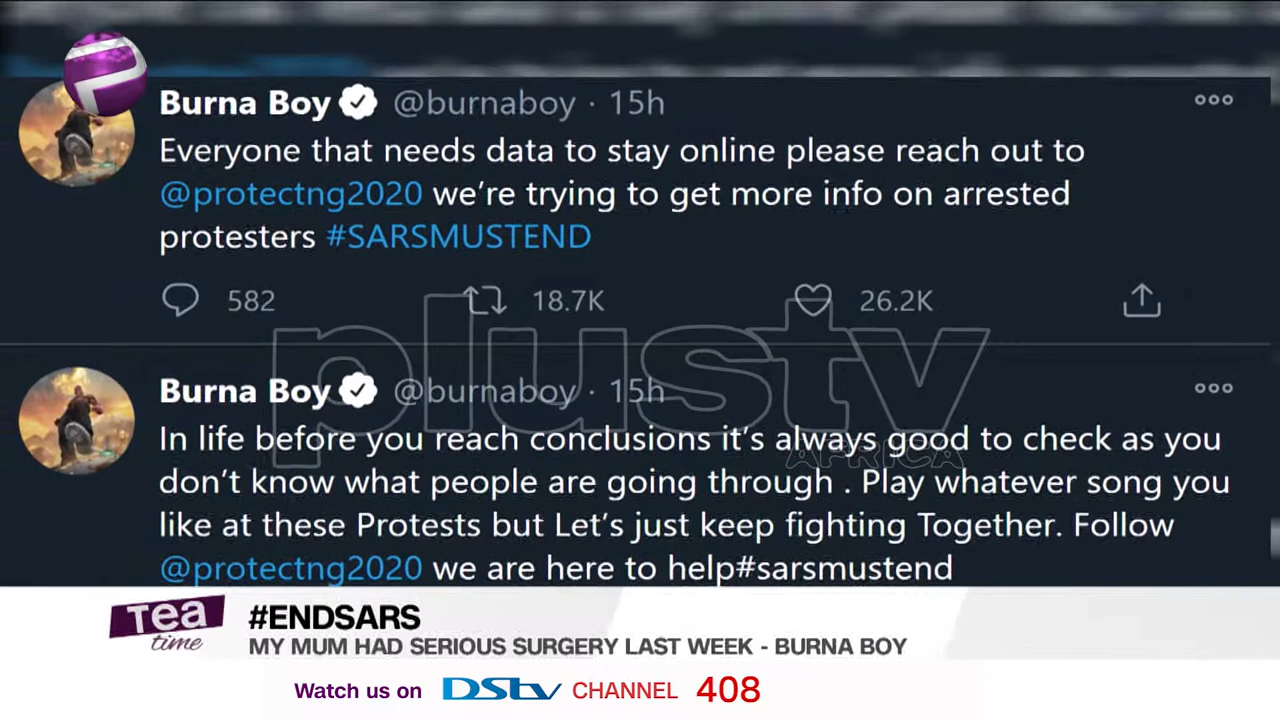 Burna Boy @burnaboy · 15h
Everyone that needs data to stay online please reach out to
@protectng2020 we're trying to get more info on arrested
protesters #SARSMUSTEND
582 18.7K 26.2K
plustv
AFRICA
Burna Boy @burnaboy · 15h
In life before you reach conclusions it's always good to check as you
don't know what people are going through . Play whatever song you
like at these Protests but Let's just keep fighting Together. Follow
@protectng2020 we are here to help#sarsmustend
Tea
time
#ENDSARS
MY MUM HAD SERIOUS SURGERY LAST WEEK - BURNA BOY
Watch us on DStv CHANNEL 408